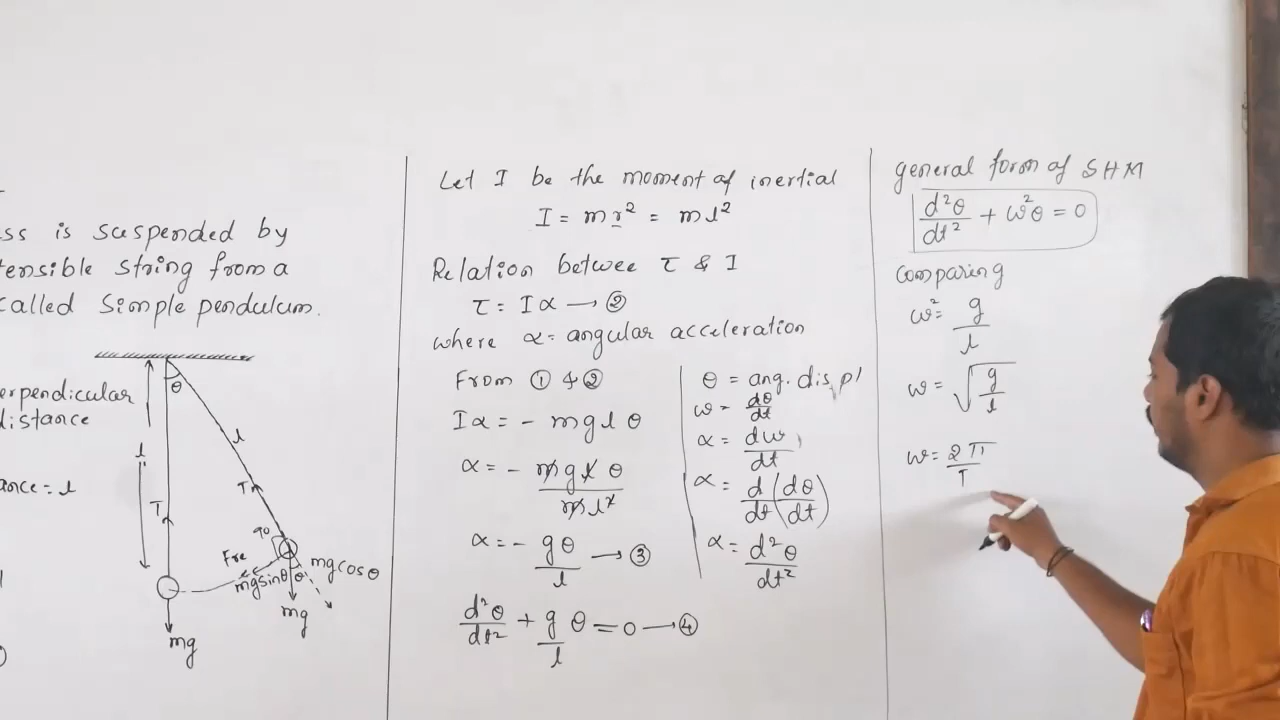 ss is suspended by
tensible string from a
called Simple pendulum.
θ
erpendicular
distance
l
l
ance = l
T
T
90
Fre
mgsinθ
θ
mgcosθ
mg
mg
Let I be the moment of inertial
I = mr² = ml²
Relation betwee τ & I
τ = Iα → ②
where α = angular acceleration
From ① & ②
Iα = - mglθ
α = - mglθ / ml²
α = - gθ / l → ③
d²θ/dt² + g/l θ = 0 → ④
θ = ang. displ
ω = dθ/dt
α = dω/dt
α = d/dt (dθ/dt)
α = d²θ/dt²
general form of SHM
d²θ/dt² + ω²θ = 0
Comparing
ω² = g/l
ω = √g/l
ω = 2π/T